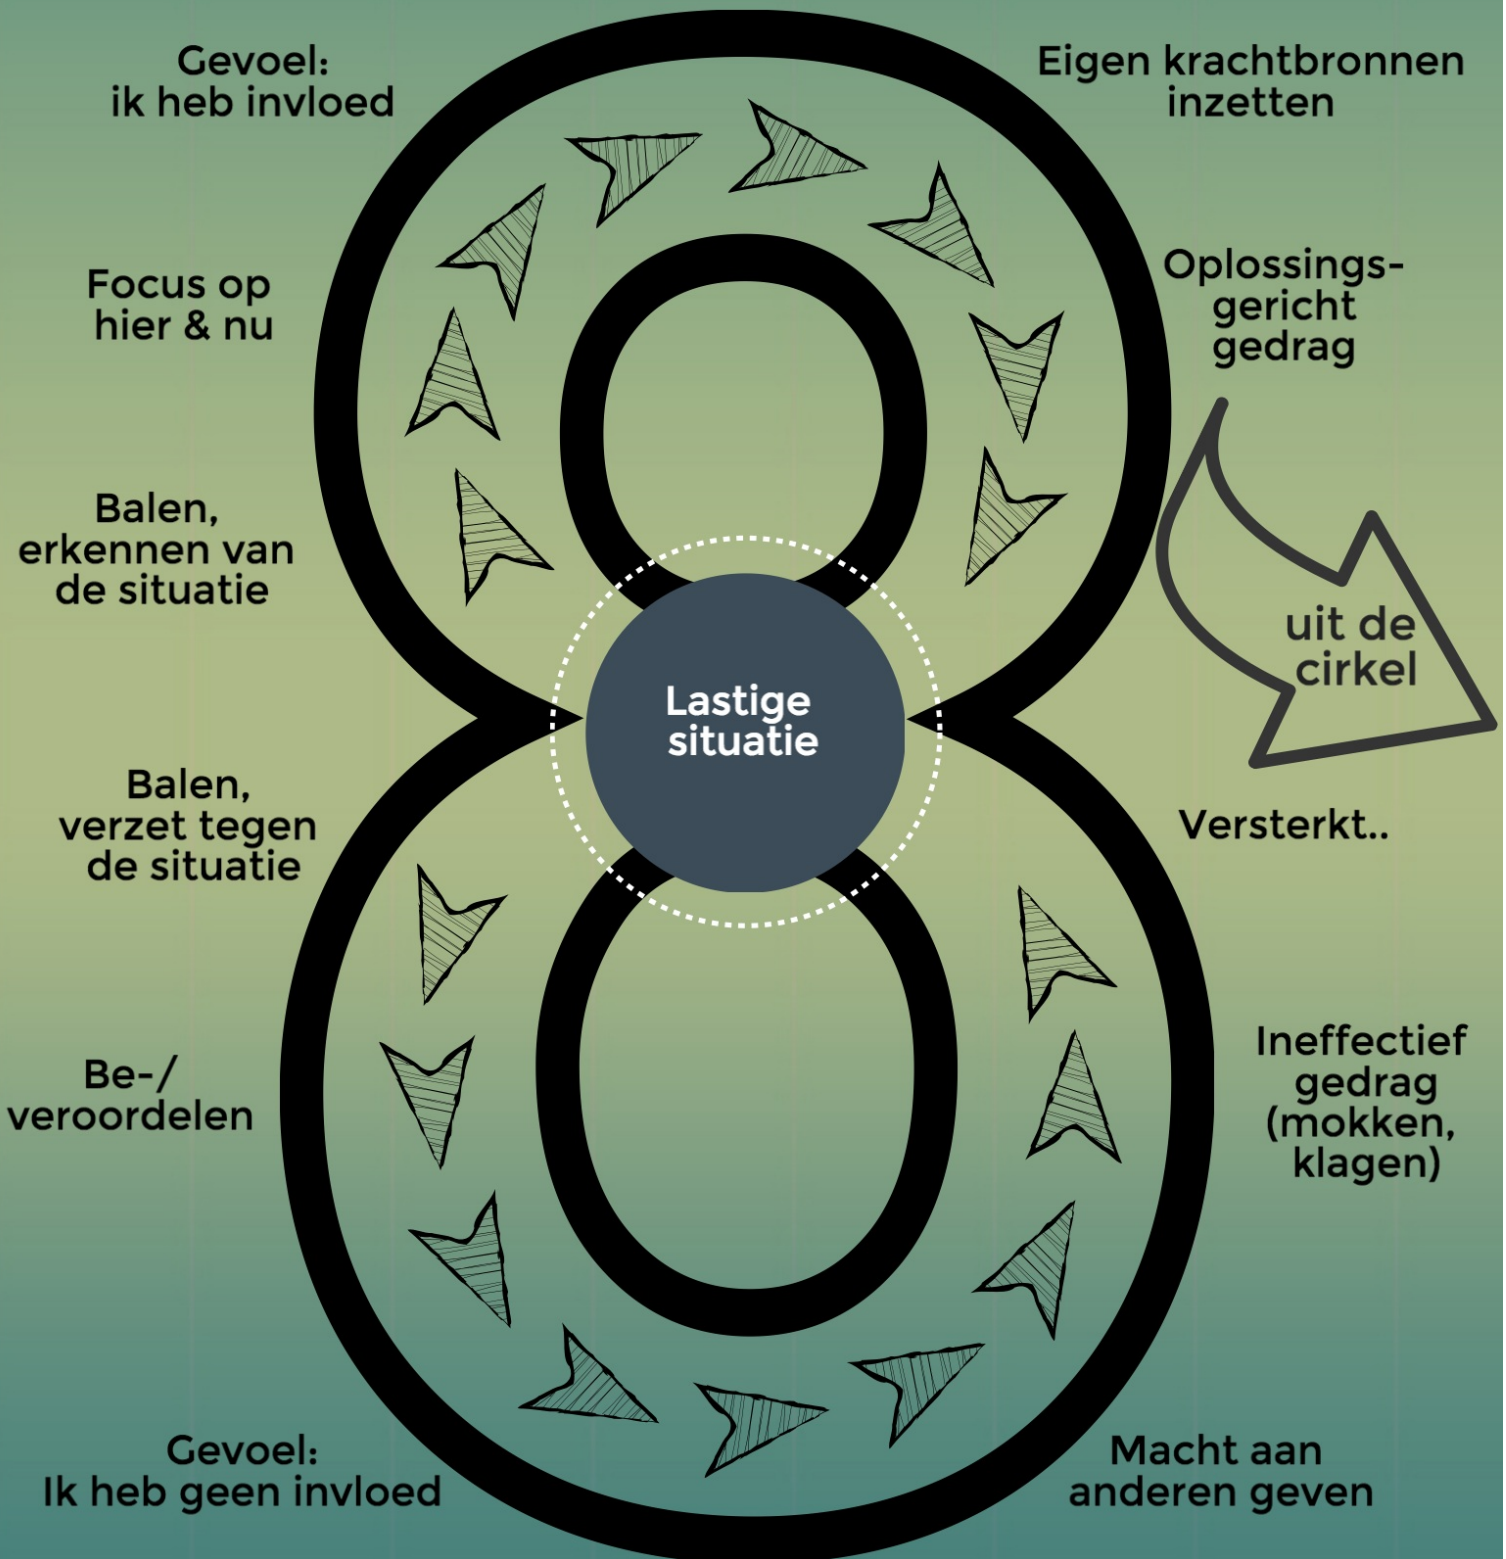 Gevoel:
ik heb invloed
Eigen krachtbronnen
inzetten
Focus op
hier & nu
Oplossings-
gericht
gedrag
Balen,
erkennen van
de situatie
uit de
cirkel
Lastige
situatie
Balen,
verzet tegen
de situatie
Versterkt..
Be-/
veroordelen
Ineffectief
gedrag
(mokken,
klagen)
Gevoel:
Ik heb geen invloed
Macht aan
anderen geven